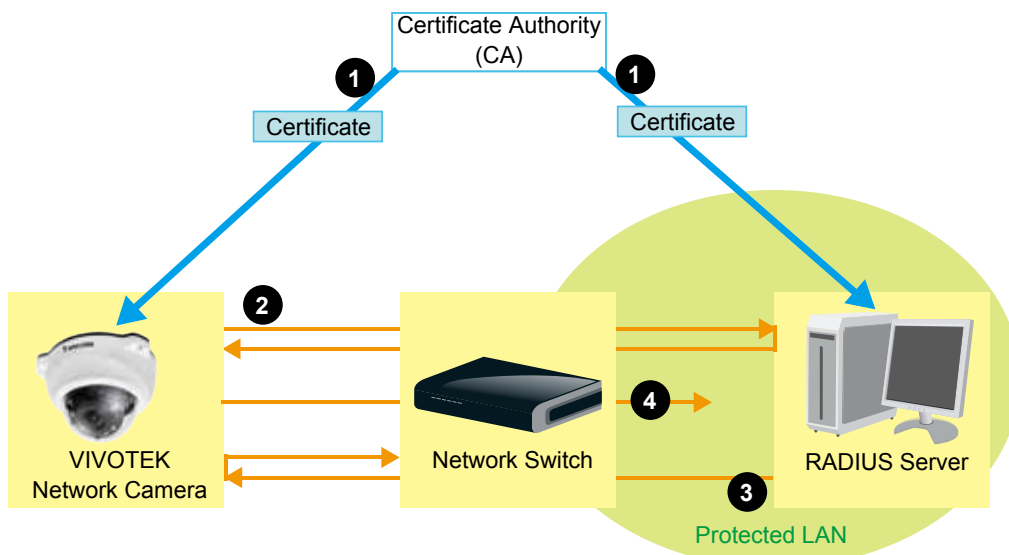 Certificate Authority
(CA)
1
1
Certificate
Certificate
2
4
VIVOTEK
Network Camera
Network Switch
RADIUS Server
3
Protected LAN